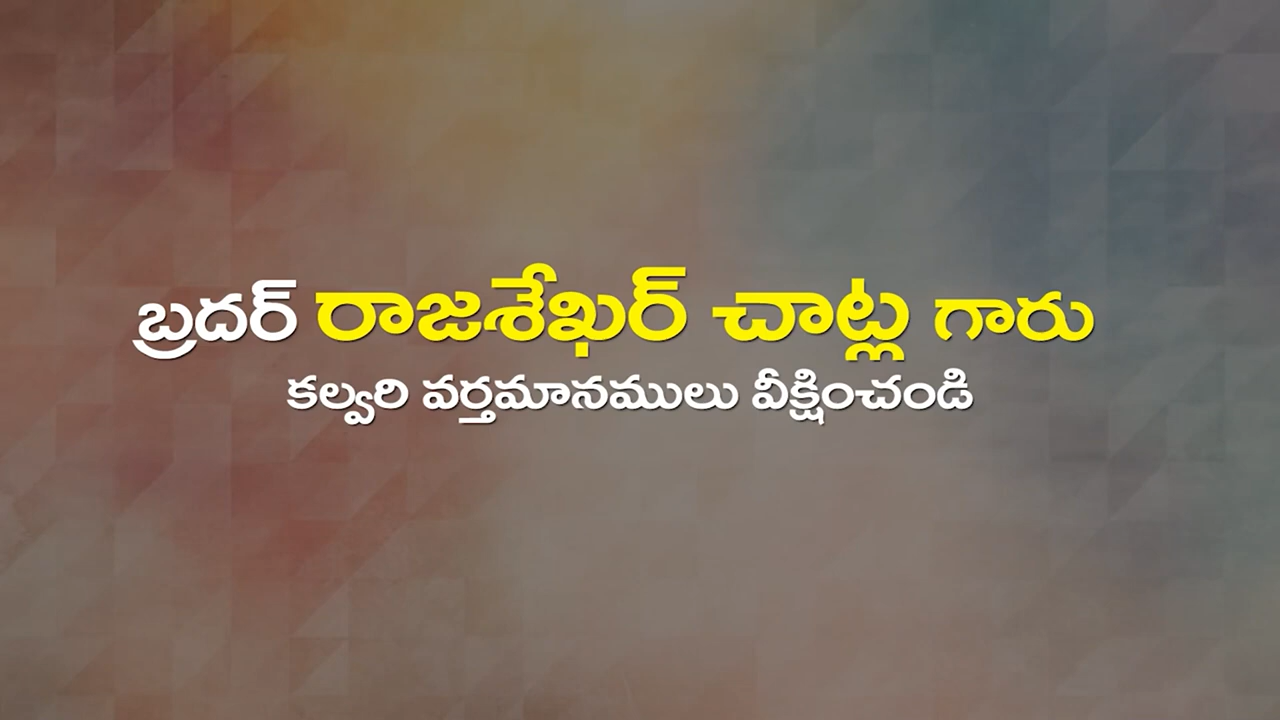 బ్రదర్ రాజశేఖర్ చాట్ల గారు
కల్వరి వర్తమానములు వీక్షించండి